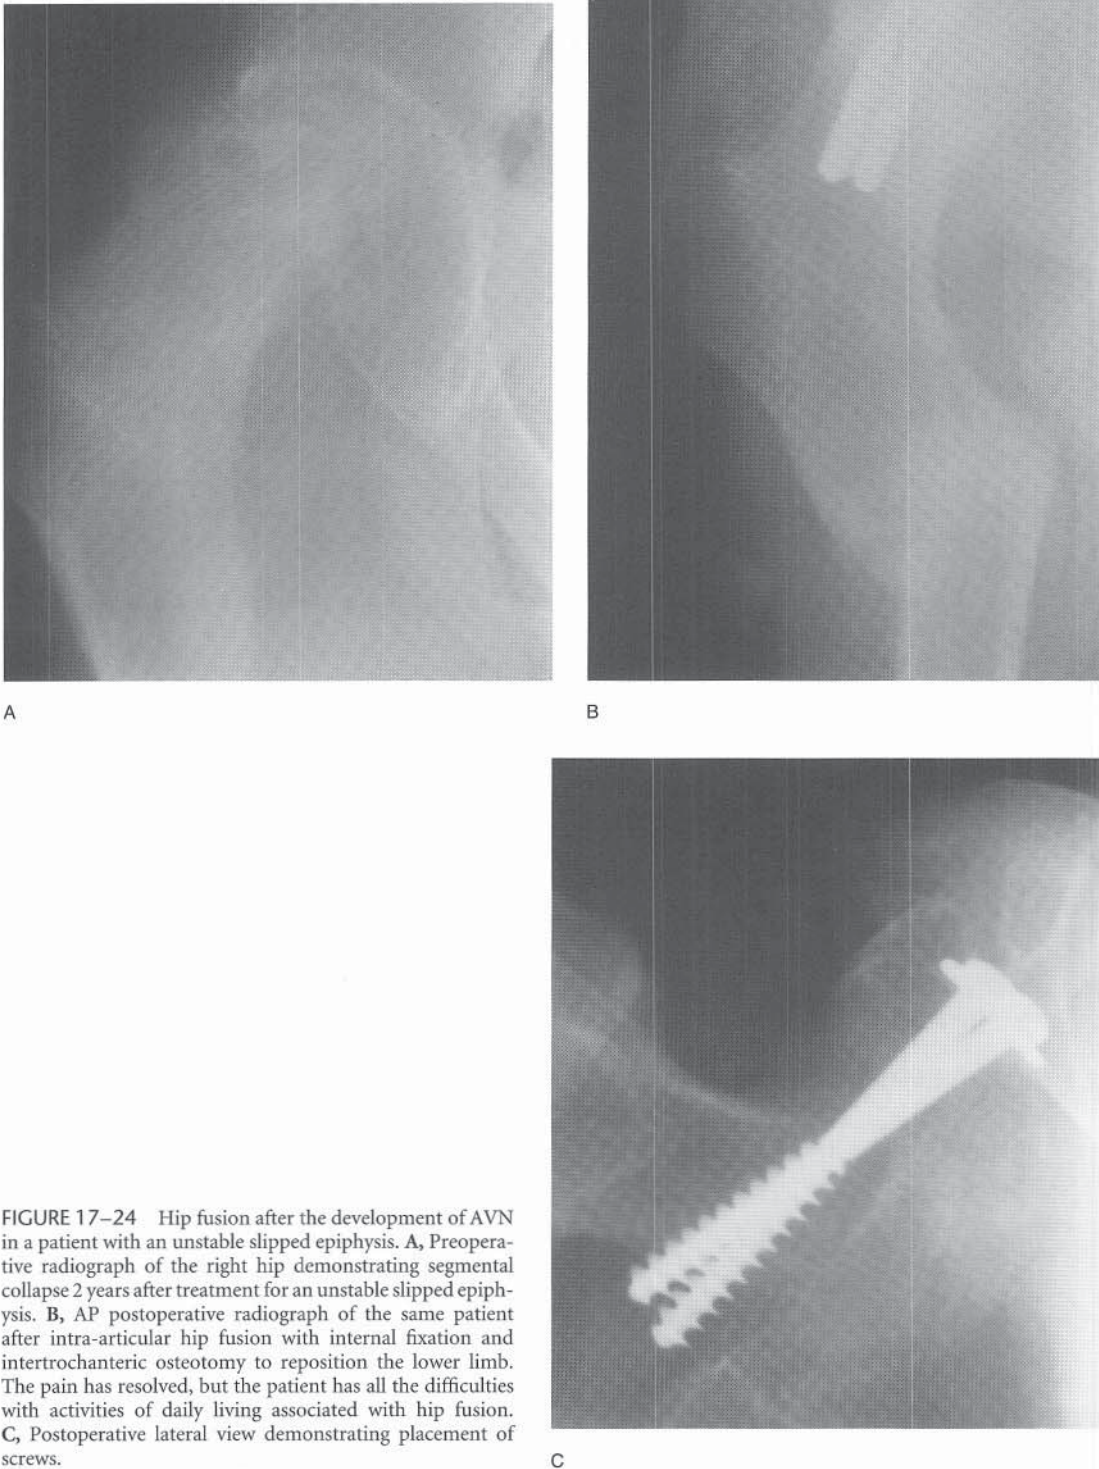 A
B
FIGURE 17–24 Hip fusion after the development of AVN
in a patient with an unstable slipped epiphysis. A, Preopera-
tive radiograph of the right hip demonstrating segmental
collapse 2 years after treatment for an unstable slipped epiph-
ysis. B, AP postoperative radiograph of the same patient
after intra-articular hip fusion with internal fixation and
intertrochanteric osteotomy to reposition the lower limb.
The pain has resolved, but the patient has all the difficulties
with activities of daily living associated with hip fusion.
C, Postoperative lateral view demonstrating placement of
screws.
C